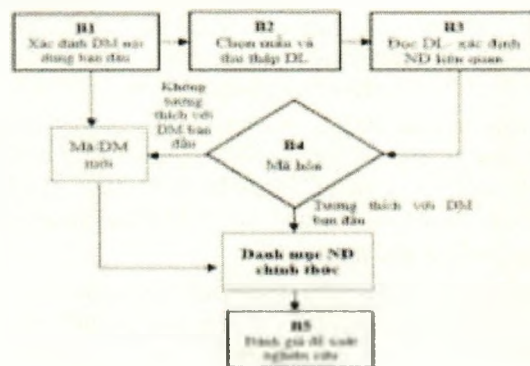 B1
Xác định DM nội
dung ban đầu
B2
Chọn mẫu và
thu thập DL
B3
Đọc DL- xác định
ND liên quan
Không
tương
thích với
DM ban
đầu
Mã/DM
mới
B4
Mã hóa
Tương thích với DM
ban đầu
Danh mục ND
chính thức
B5
Đánh giá đề xuất
nghiên cứu